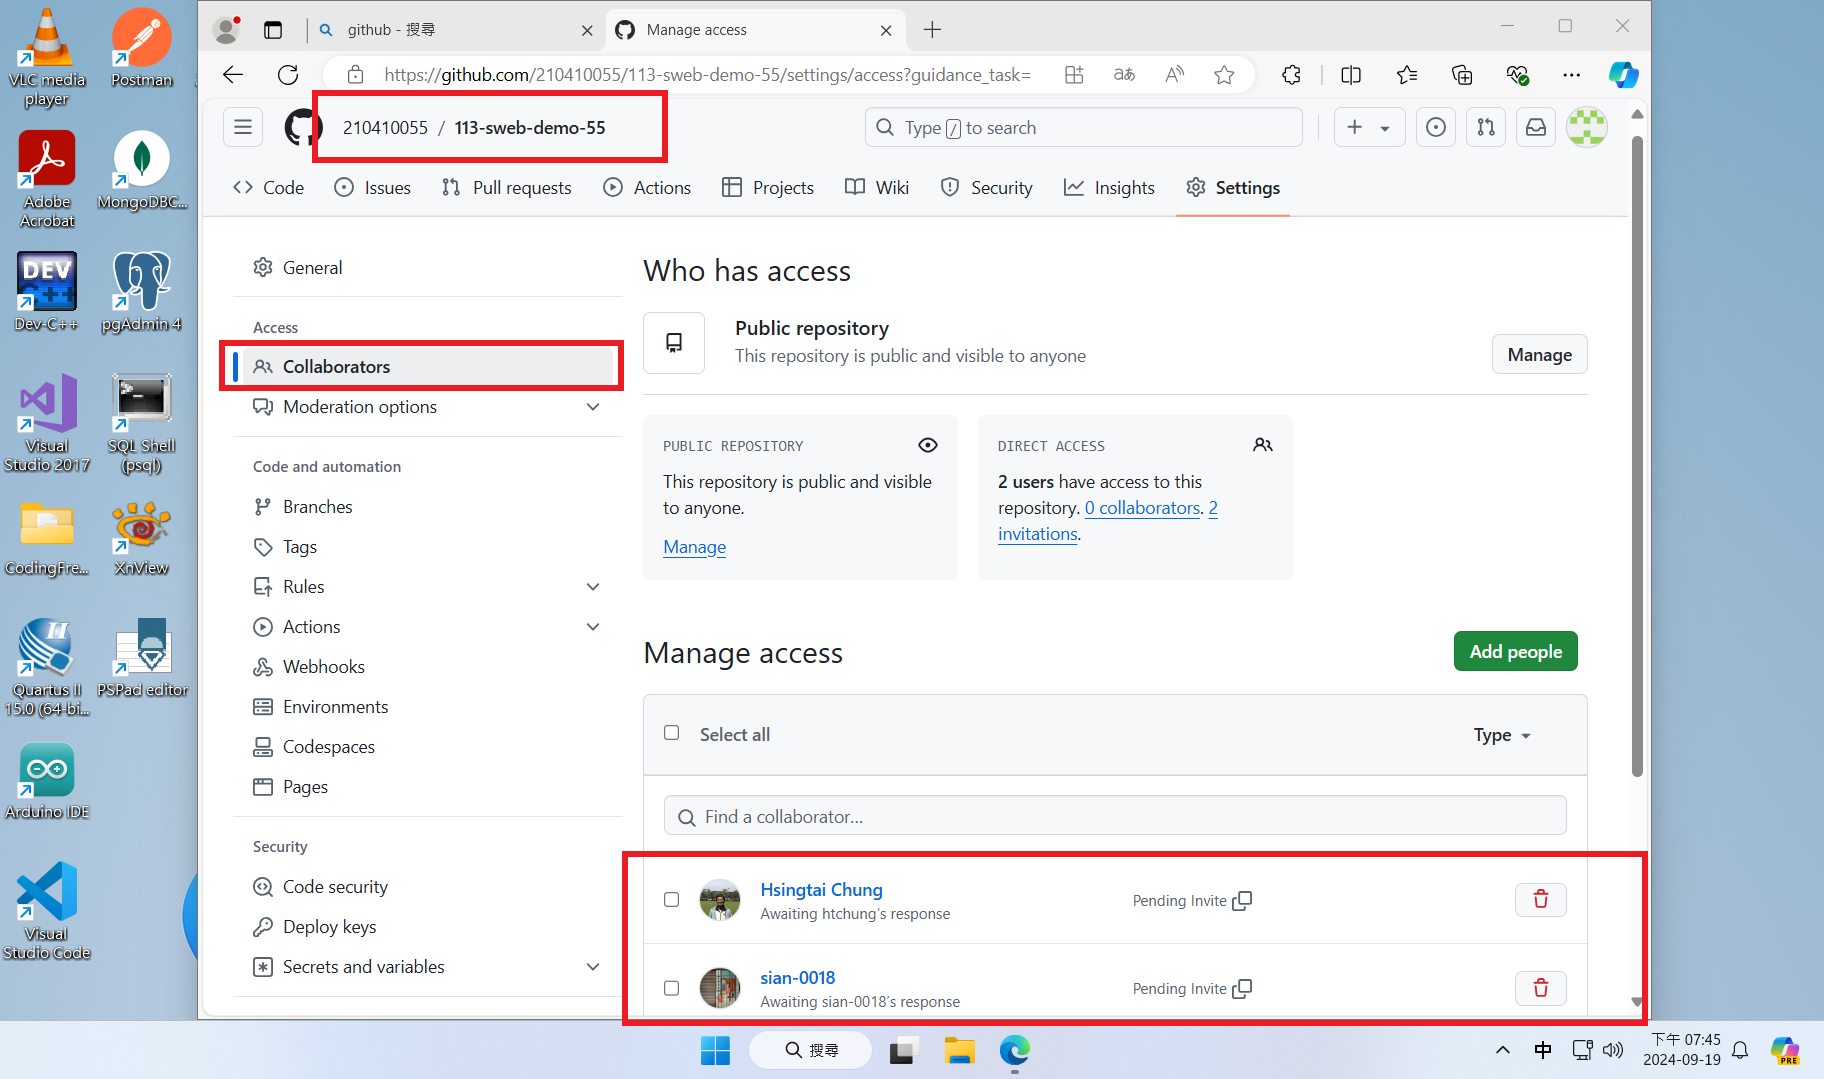 VLC media
player
Postman
Adobe
Acrobat
MongoDBC...
DEV
C++
Dev-C++
pgAdmin 4
Visual
Studio 2017
SQL Shell
(psql)
CodingFre...
XnView
Quartus II
15.0 (64-bi...
PSPad editor
Arduino IDE
Visual
Studio Code
github - 搜尋
Manage access
https://github.com/210410055/113-sweb-demo-55/settings/access?guidance_task=
210410055 / 113-sweb-demo-55
Type / to search
Code
Issues
Pull requests
Actions
Projects
Wiki
Security
Insights
Settings
General
Access
Collaborators
Moderation options
Code and automation
Branches
Tags
Rules
Actions
Webhooks
Environments
Codespaces
Pages
Security
Code security
Deploy keys
Secrets and variables
Who has access
Public repository
This repository is public and visible to anyone
Manage
PUBLIC REPOSITORY
This repository is public and visible
to anyone.
Manage
DIRECT ACCESS
2 users have access to this
repository. 0 collaborators. 2
invitations.
Manage access
Add people
Select all
Type
Find a collaborator...
Hsingtai Chung
Awaiting htchung's response
Pending Invite
sian-0018
Awaiting sian-0018's response
Pending Invite
搜尋
中
下午 07:45
2024-09-19
PRE